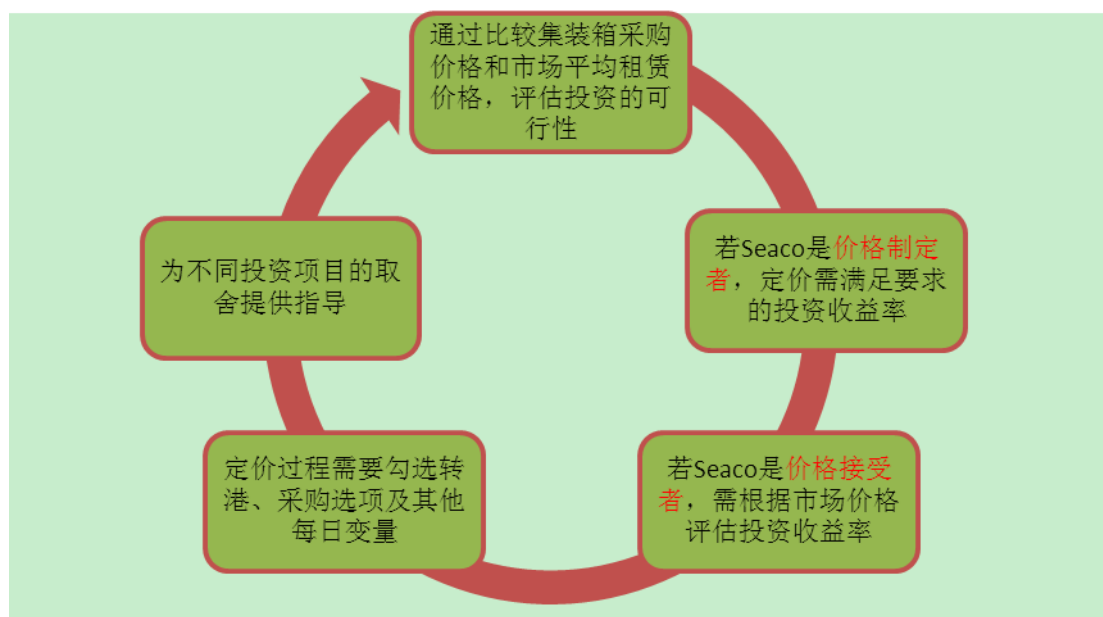 通过比较集装箱采购
价格和市场平均租赁
价格，评估投资的可
行性
若Seaco是价格制定
者，定价需满足要求
的投资收益率
若Seaco是价格接受
者，需根据市场价格
评估投资收益率
定价过程需要勾选转
港、采购选项及其他
每日变量
为不同投资项目的取
舍提供指导